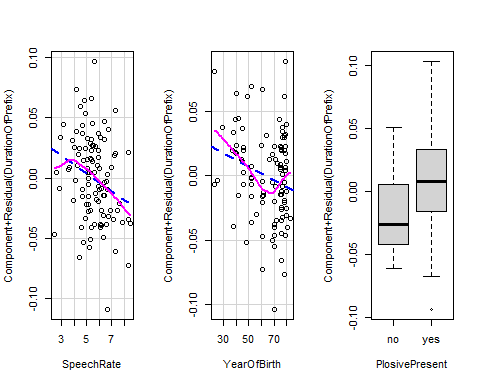 Component+Residual(DurationOfPrefix)
0.10
0.05
0.00
-0.05
-0.10
3
5
7
SpeechRate
Component+Residual(DurationOfPrefix)
0.10
0.05
0.00
-0.05
-0.10
30
50
70
YearOfBirth
Component+Residual(DurationOfPrefix)
0.10
0.05
0.00
-0.05
-0.10
no
yes
PlosivePresent